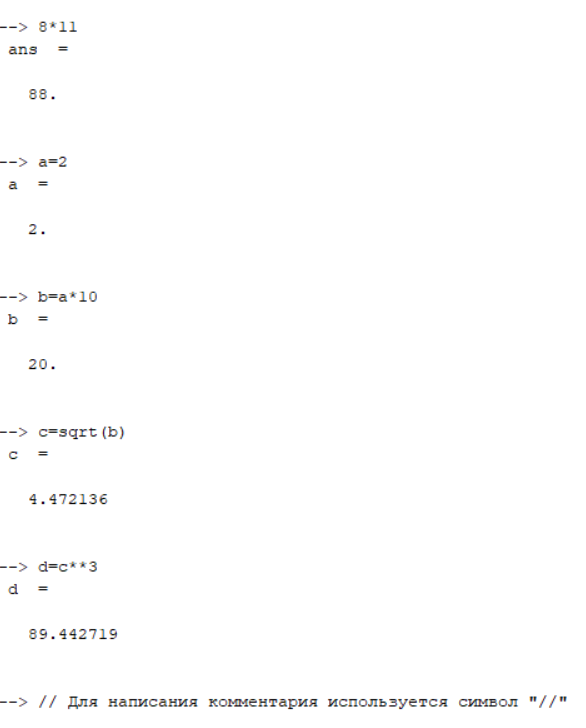 --> 8*11
ans  =
88.
--> a=2
a  =
2.
--> b=a*10
b  =
20.
--> c=sqrt(b)
c  =
4.472136
--> d=c**3
d  =
89.442719
--> // Для написания комментария используется символ "//"